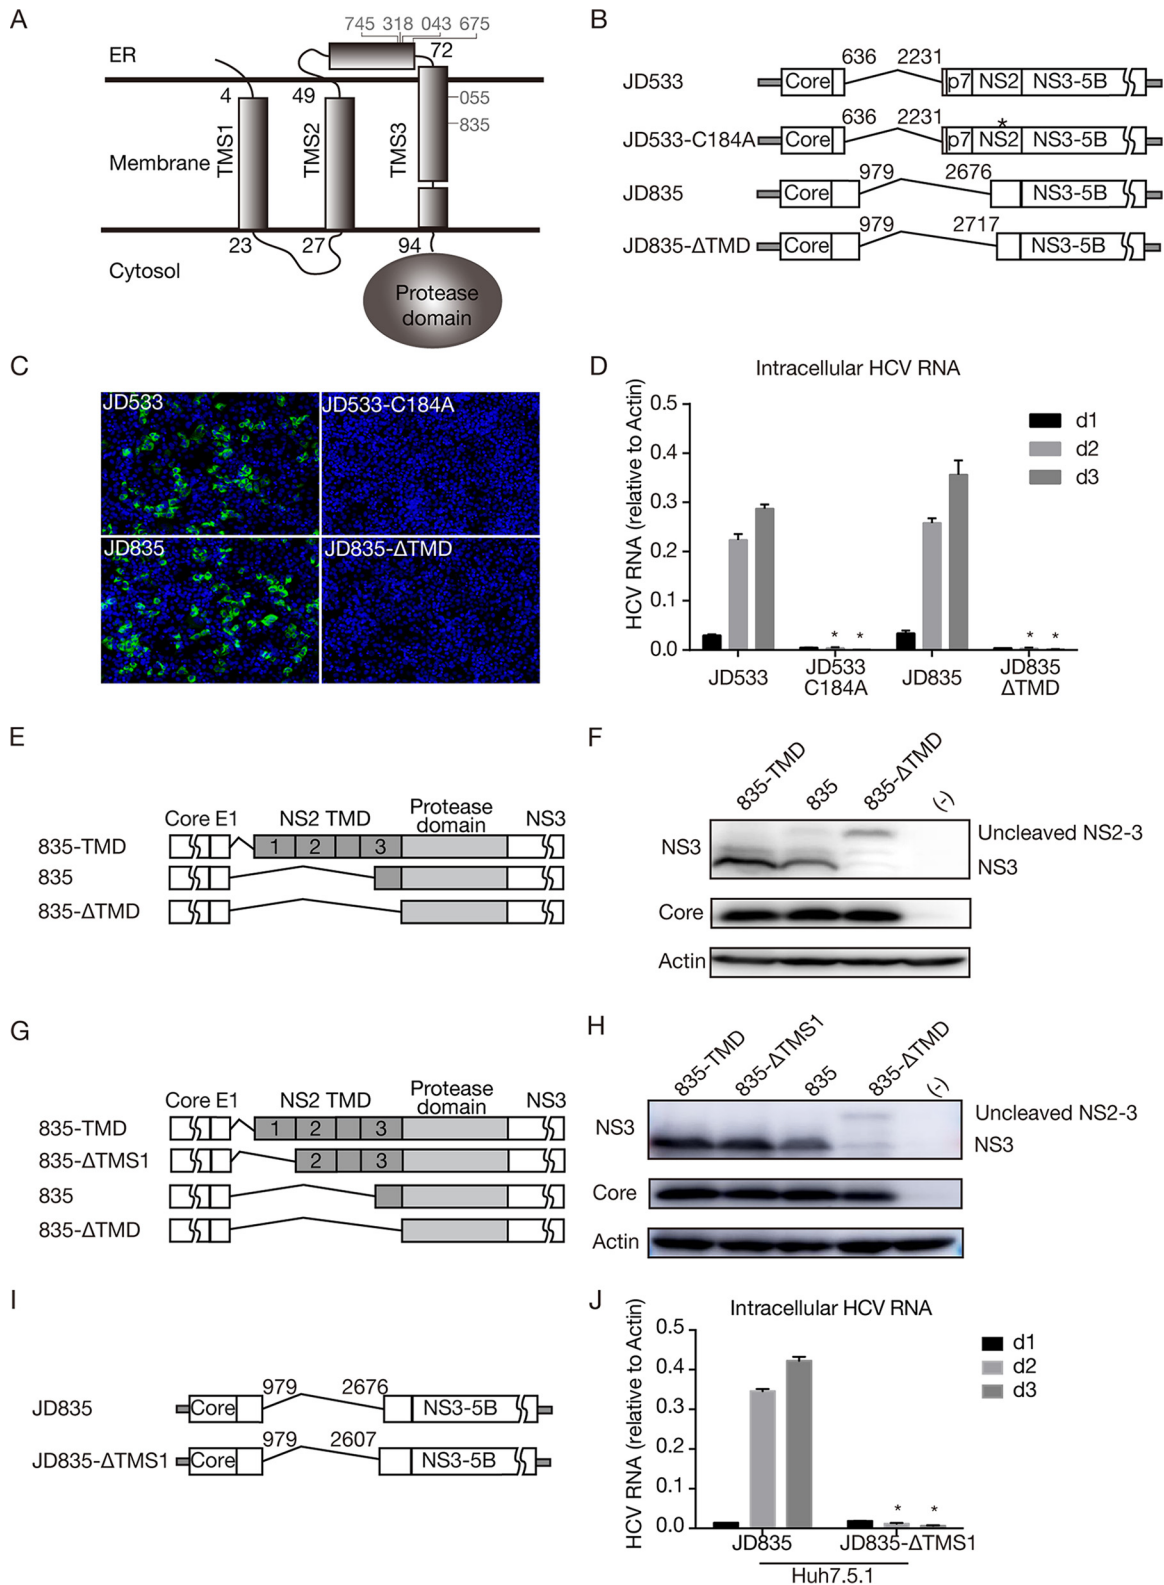 A
745 318 043 675
ER
72
4
49
055
835
TMS1
TMS2
TMS3
Membrane
23
27
94
Cytosol
Protease
domain
B
636 2231
JD533
Core
p7 NS2 NS3-5B
636 2231
*
JD533-C184A
Core
p7 NS2 NS3-5B
979 2676
JD835
Core
NS3-5B
979 2717
JD835-ΔTMD
Core
NS3-5B
C
JD533
JD533-C184A
JD835
JD835-ΔTMD
D
Intracellular HCV RNA
HCV RNA (relative to Actin)
0.5
0.4
0.3
0.2
0.1
0.0
d1
d2
d3
* *
* *
JD533
JD533
C184A
JD835
JD835
ΔTMD
E
Core E1 NS2 TMD Protease
domain NS3
835-TMD
1 2 3
835
835-ΔTMD
F
835-TMD
835
835-ΔTMD
(-)
NS3
Uncleaved NS2-3
NS3
Core
Actin
G
Core E1 NS2 TMD Protease
domain NS3
835-TMD
1 2 3
835-ΔTMS1
2 3
835
835-ΔTMD
H
835-TMD
835-ΔTMS1
835
835-ΔTMD
(-)
NS3
Uncleaved NS2-3
NS3
Core
Actin
I
979 2676
JD835
Core
NS3-5B
979 2607
JD835-ΔTMS1
Core
NS3-5B
J
Intracellular HCV RNA
HCV RNA (relative to Actin)
0.5
0.4
0.3
0.2
0.1
0.0
d1
d2
d3
* *
JD835
JD835-ΔTMS1
Huh7.5.1